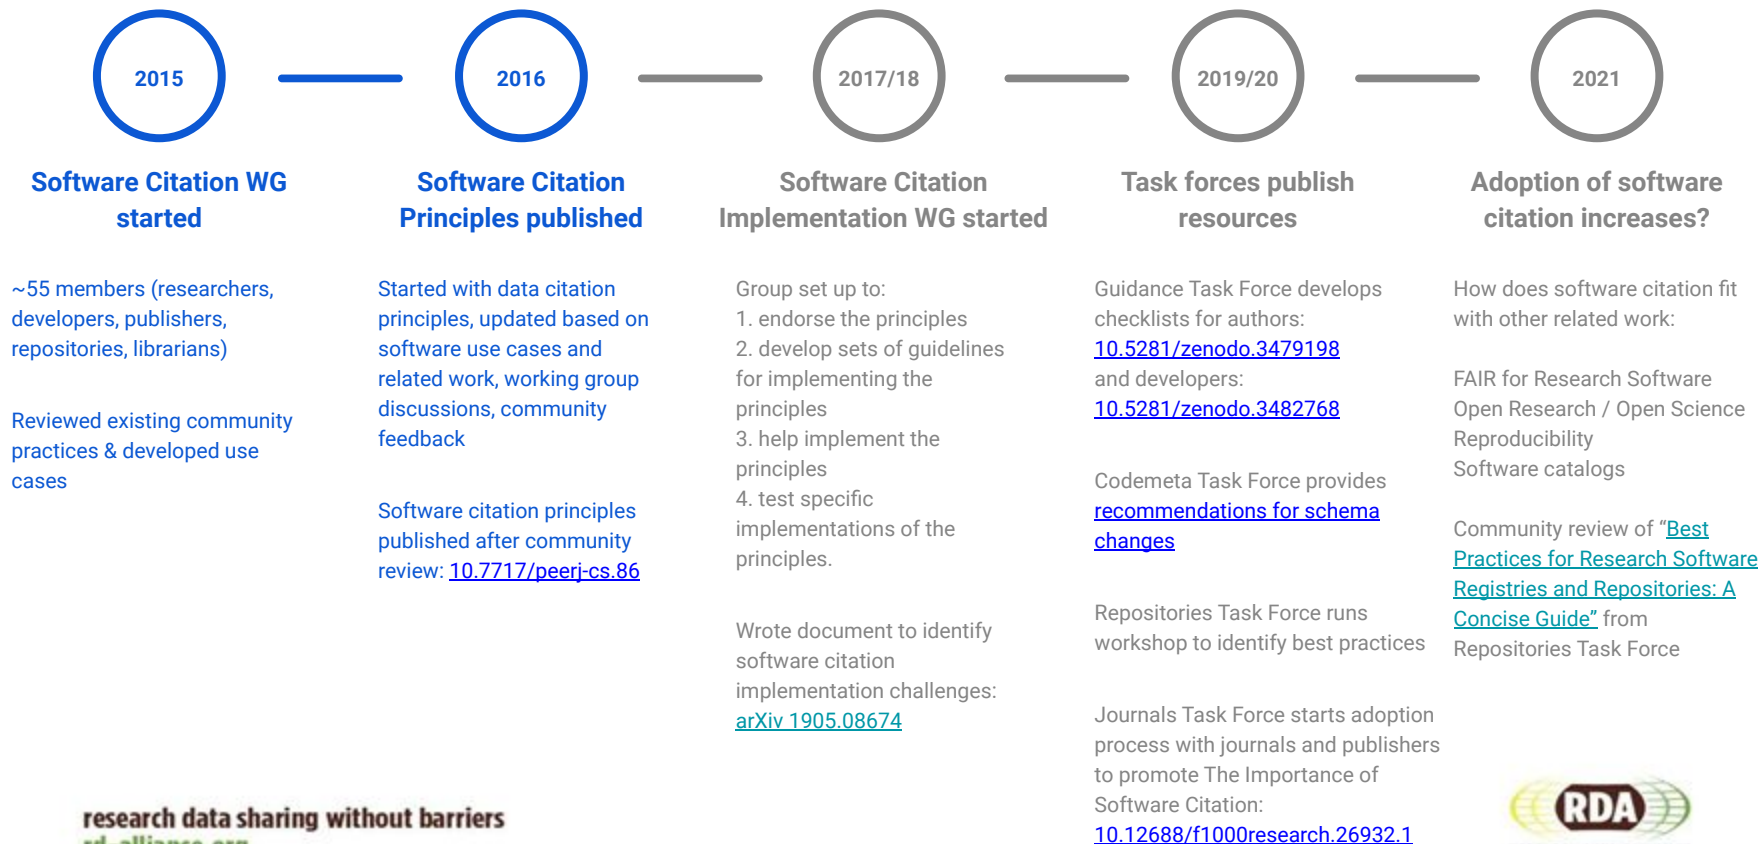 2015
2016
2017/18
2019/20
2021
Software Citation WG
started
~55 members (researchers,
developers, publishers,
repositories, librarians)
Reviewed existing community
practices & developed use
cases
Software Citation
Principles published
Started with data citation
principles, updated based on
software use cases and
related work, working group
discussions, community
feedback
Software citation principles
published after community
review: 10.7717/peerj-cs.86
Software Citation
Implementation WG started
Group set up to:
1. endorse the principles
2. develop sets of guidelines
for implementing the
principles
3. help implement the
principles
4. test specific
implementations of the
principles.
Wrote document to identify
software citation
implementation challenges:
arXiv 1905.08674
Task forces publish
resources
Guidance Task Force develops
checklists for authors:
10.5281/zenodo.3479198
and developers:
10.5281/zenodo.3482768
Codemeta Task Force provides
recommendations for schema
changes
Repositories Task Force runs
workshop to identify best practices
Journals Task Force starts adoption
process with journals and publishers
to promote The Importance of
Software Citation:
10.12688/f1000research.26932.1
Adoption of software
citation increases?
How does software citation fit
with other related work:
FAIR for Research Software
Open Research / Open Science
Reproducibility
Software catalogs
Community review of “Best
Practices for Research Software
Registries and Repositories: A
Concise Guide” from
Repositories Task Force
research data sharing without barriers
rd-alliance.org
RDA